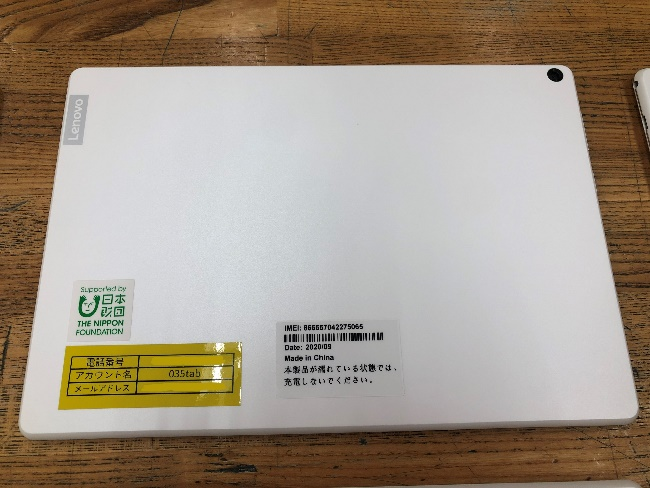 Lenovo
Supported by
日本
財団
THE NIPPON
FOUNDATION
電話番号
アカウント名 035tab
メールアドレス
IMEI: 866667042275065
Date: 2020/09
Made in China
本製品が濡れている状態では、
充電しないでください。